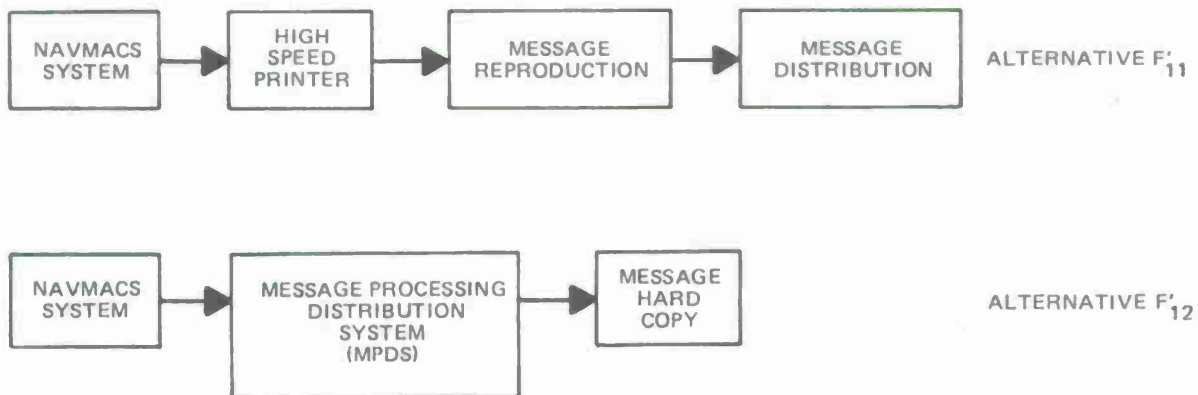 NAVMACS
SYSTEM
HIGH
SPEED
PRINTER
MESSAGE
REPRODUCTION
MESSAGE
DISTRIBUTION
ALTERNATIVE F'11
NAVMACS
SYSTEM
MESSAGE PROCESSING
DISTRIBUTION
SYSTEM
(MPDS)
MESSAGE
HARD
COPY
ALTERNATIVE F'12